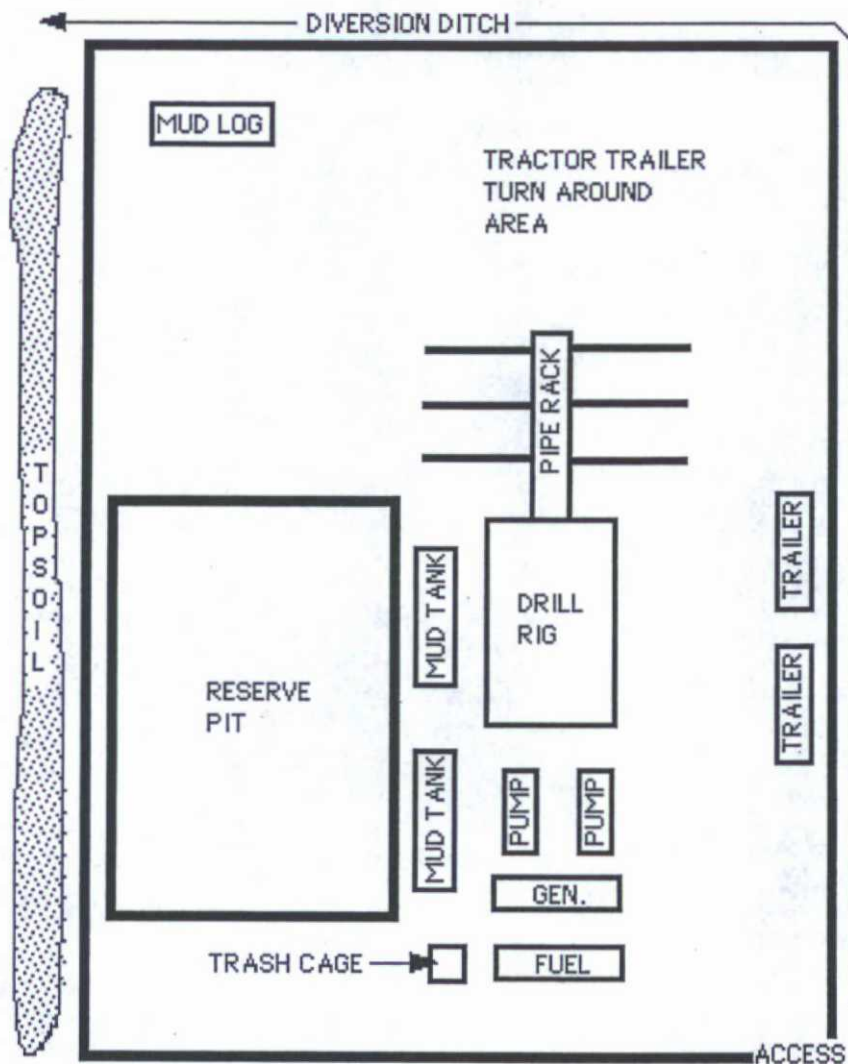 DIVERSION DITCH
MUD LOG
TRACTOR TRAILER
TURN AROUND
AREA
PIPE RACK
TOPSOIL
MUD TANK
DRILL
RIG
TRAILER
RESERVE
PIT
TRAILER
MUD TANK
PUMP
PUMP
GEN.
TRASH CAGE
FUEL
ACCESS